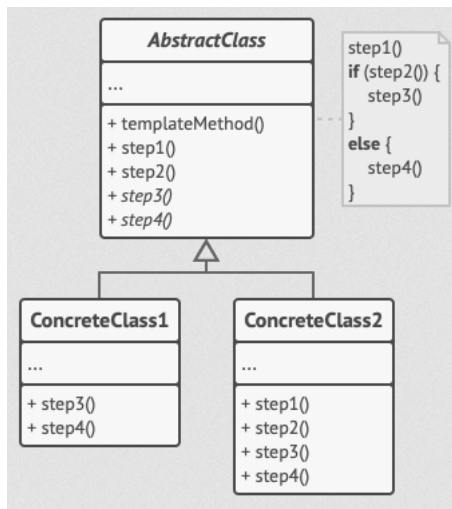 AbstractClass
...
+ templateMethod()
+ step1()
+ step2()
+ step3()
+ step4()
step1()
if (step2()) {
step3()
}
else {
step4()
}
ConcreteClass1
...
+ step3()
+ step4()
ConcreteClass2
...
+ step1()
+ step2()
+ step3()
+ step4()